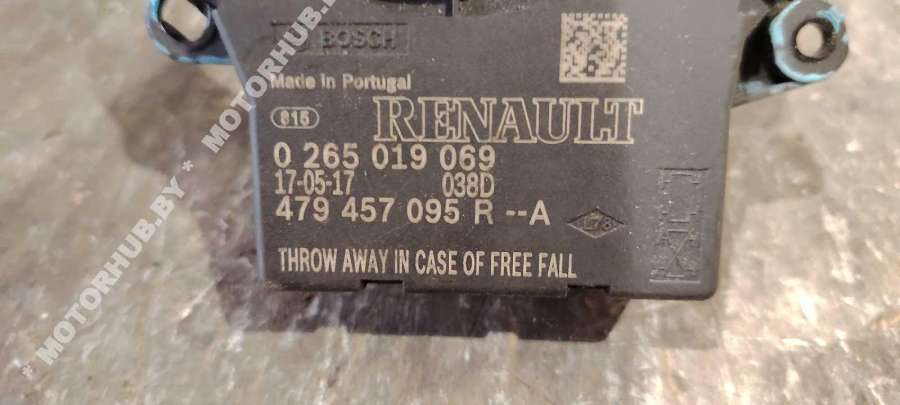 BOSCH
Made in Portugal
815
RENAULT
0 265 019 069
17-05-17 038D
479 457 095 R --A
THROW AWAY IN CASE OF FREE FALL
* MOTORHUB.BY * MOTORHUB